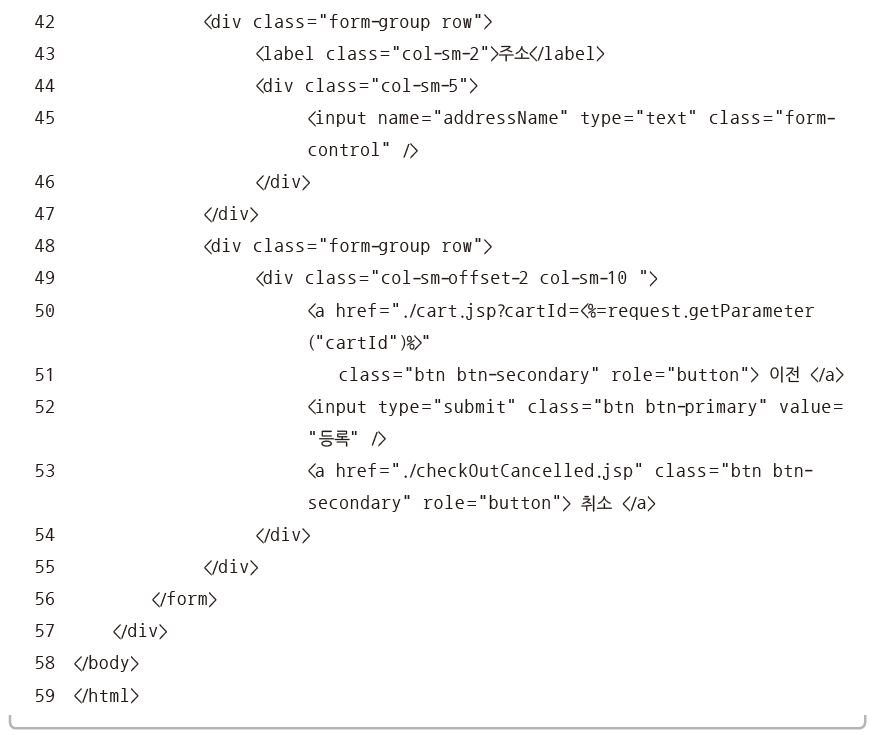 42 <div class="form-group row">
43 <label class="col-sm-2">주소</label>
44 <div class="col-sm-5">
45 <input name="addressName" type="text" class="form-
control" />
46 </div>
47 </div>
48 <div class="form-group row">
49 <div class="col-sm-offset-2 col-sm-10 ">
50 <a href="./cart.jsp?cartId=<%=request.getParameter
("cartId")%>"
51 class="btn btn-secondary" role="button"> 이전 </a>
52 <input type="submit" class="btn btn-primary" value=
"등록" />
53 <a href="./checkOutCancelled.jsp" class="btn btn-
secondary" role="button"> 취소 </a>
54 </div>
55 </div>
56 </form>
57 </div>
58 </body>
59 </html>